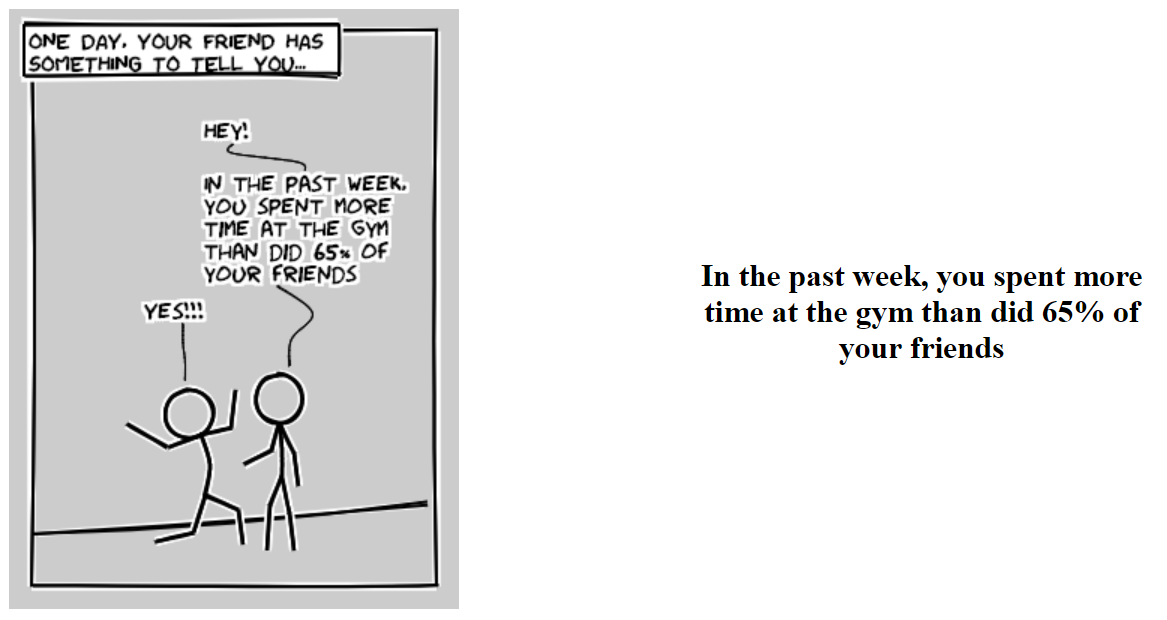 ONE DAY, YOUR FRIEND HAS
SOMETHING TO TELL YOU...
HEY!
IN THE PAST WEEK,
YOU SPENT MORE
TIME AT THE GYM
THAN DID 65% OF
YOUR FRIENDS
YES!!!
In the past week, you spent more
time at the gym than did 65% of
your friends